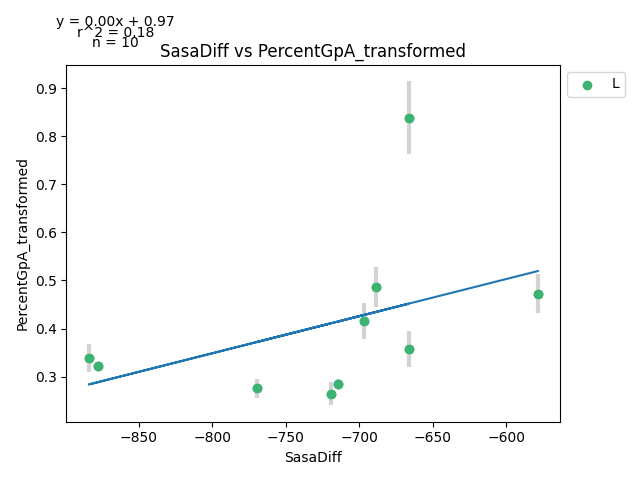 y = 0.00x + 0.97
r^2 = 0.18
n = 10
SasaDiff vs PercentGpA_transformed
L
PercentGpA_transformed
0.9
0.8
0.7
0.6
0.5
0.4
0.3
−850
−800
−750
−700
−650
−600
SasaDiff